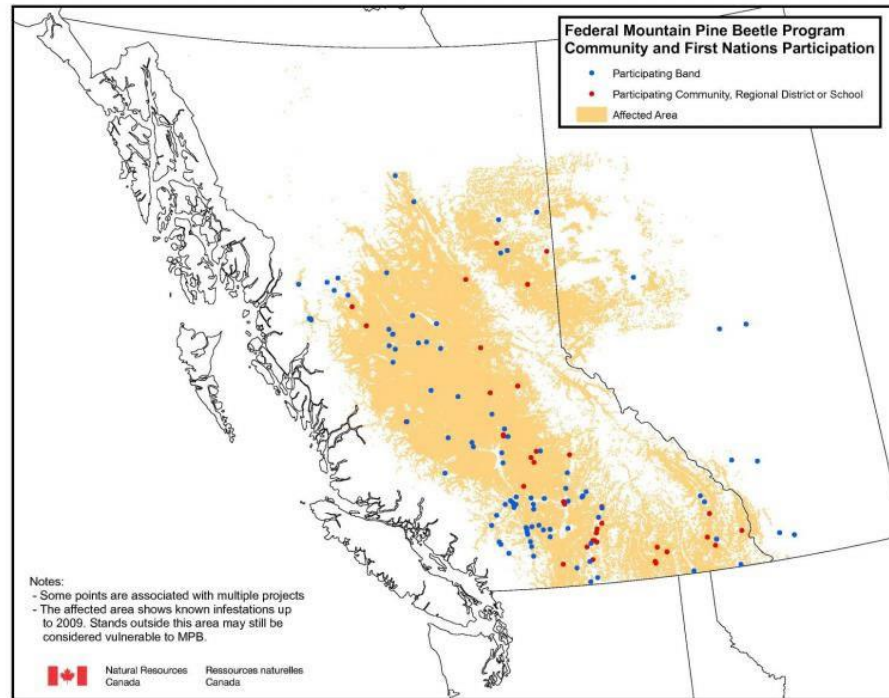 Federal Mountain Pine Beetle Program
Community and First Nations Participation
Participating Band
Participating Community, Regional District or School
Affected Area
Notes:
- Some points are associated with multiple projects
- The affected area shows known infestations up
to 2009. Stands outside this area may still be
considered vulnerable to MPB.
Natural Resources Ressources naturelles
Canada Canada